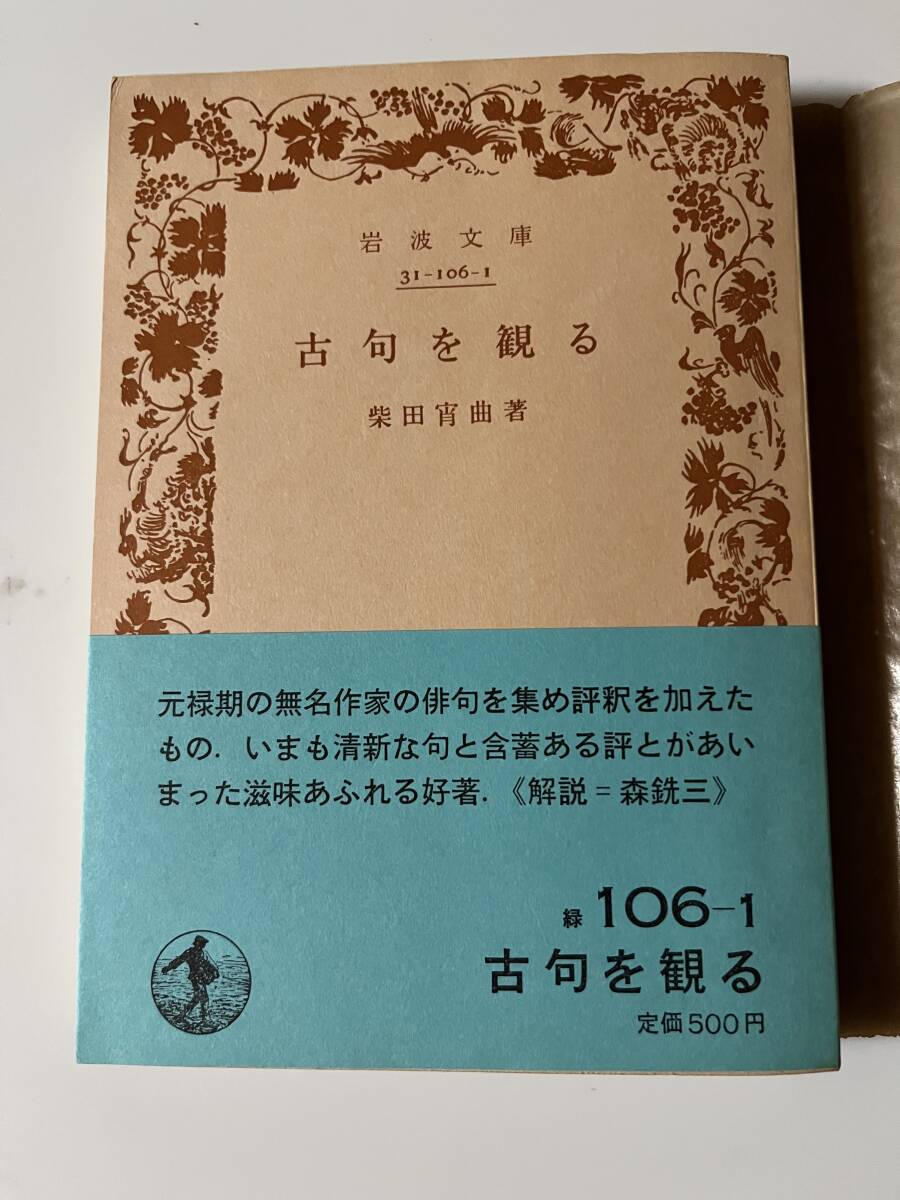 岩波文庫
31-106-1
古句を観る
柴田宵曲著
元禄期の無名作家の俳句を集め評釈を加えた
もの．いまも清新な句と含蓄ある評とがあい
まった滋味あふれる好著．《解説＝森銑三》
緑 106-1
古句を観る
定価500円